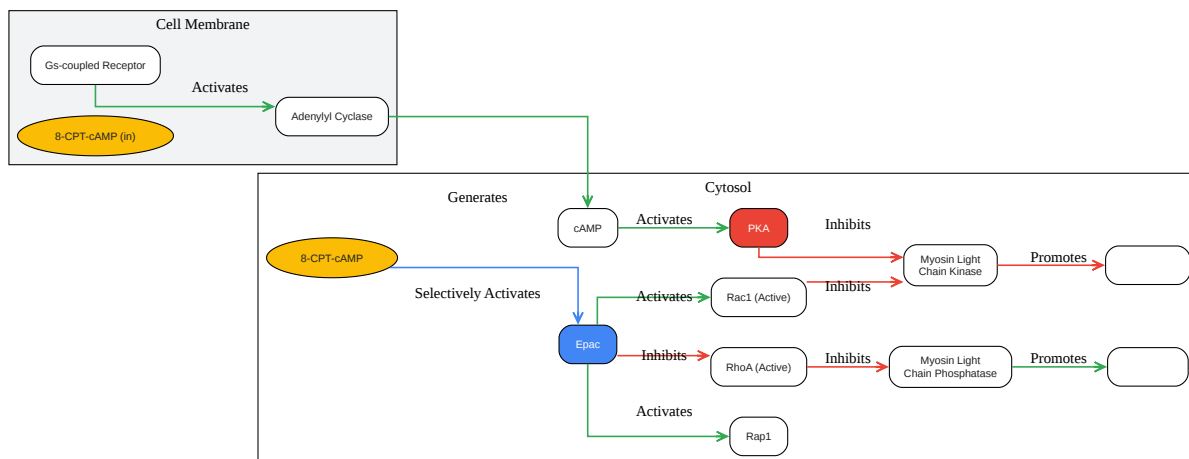 Cell Membrane
Gs-coupled Receptor
Activates
Adenylyl Cyclase
8-CPT-cAMP (in)
Cytosol
Generates
cAMP
Activates
PKA
Inhibits
8-CPT-cAMP
Myosin Light
Chain Kinase
Promotes
Selectively Activates
Activates
Rac1 (Active)
Inhibits
Epac
Inhibits
RhoA (Active)
Inhibits
Myosin Light
Chain Phosphatase
Promotes
Activates
Rap1